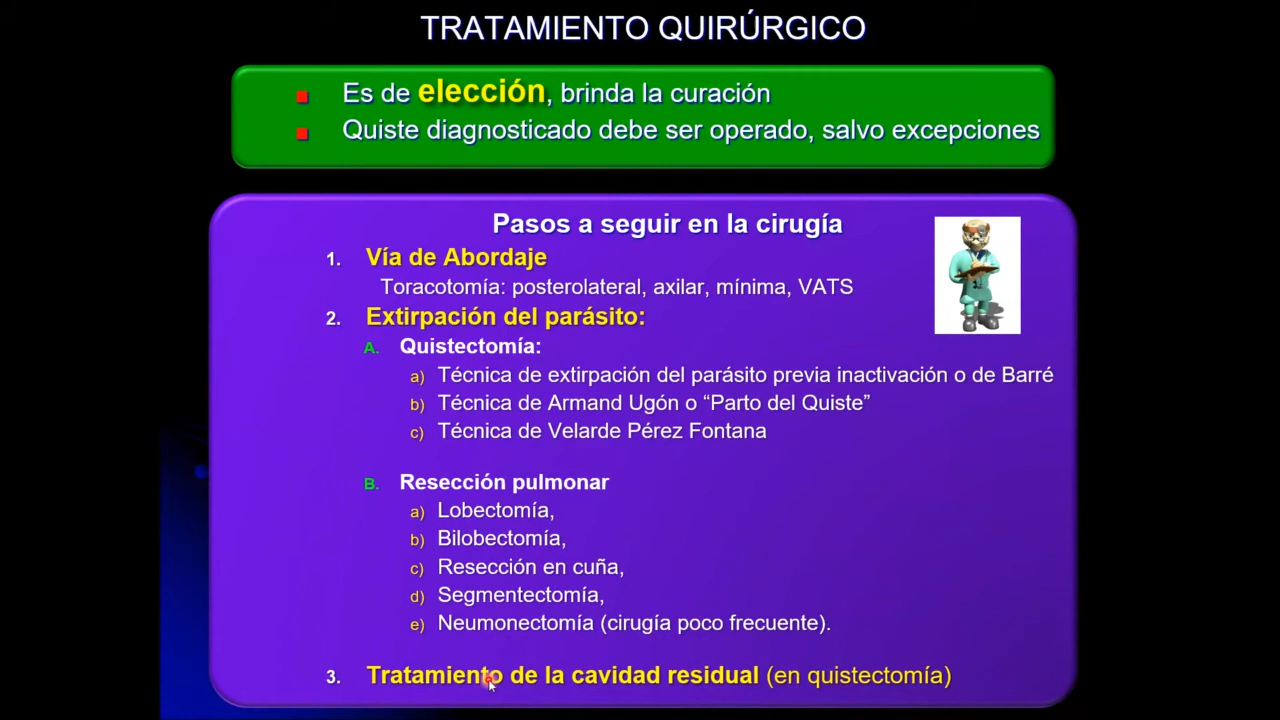 TRATAMIENTO QUIRÚRGICO
Es de elección, brinda la curación
Quiste diagnosticado debe ser operado, salvo excepciones
Pasos a seguir en la cirugía
1. Vía de Abordaje
Toracotomía: posterolateral, axilar, mínima, VATS
2. Extirpación del parásito:
A. Quistectomía:
a) Técnica de extirpación del parásito previa inactivación o de Barré
b) Técnica de Armand Ugón o “Parto del Quiste”
c) Técnica de Velarde Pérez Fontana
B. Resección pulmonar
a) Lobectomía,
b) Bilobectomía,
c) Resección en cuña,
d) Segmentectomía,
e) Neumonectomía (cirugía poco frecuente).
3. Tratamiento de la cavidad residual (en quistectomía)